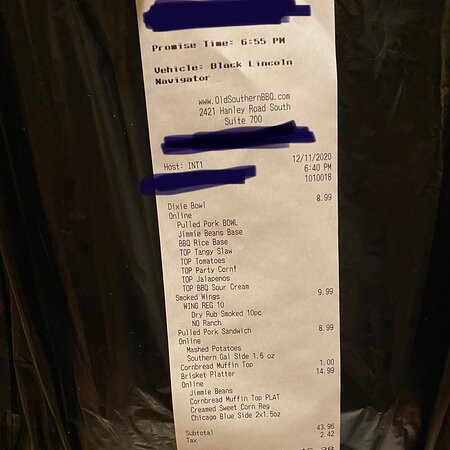 Promise Time: 6:55 PM
Vehicle: Black Lincoln
Navigator
www.OldSouthernBBQ.com
2421 Hanley Road South
Suite 700
Host: INT1 12/11/2020
6:40 PM
1010018
Dixie Bowl 8.99
Online
Pulled Pork BOWL
Jimmie Beans Base
BBQ Rice Base
TOP Tangy Slaw
TOP Tomatoes
TOP Party Corn!
TOP Jalapenos
TOP BBQ Sour Cream
Smoked Wings 9.99
WING REG 10
Dry Rub Smoked 10pc
NO Ranch
Pulled Pork Sandwich 8.99
Online
Mashed Potatoes
Southern Gal Side 1.5 oz
Cornbread Muffin Top 1.00
Brisket Platter 14.99
Online
Jimmie Beans
Cornbread Muffin Top PLAT
Creamed Sweet Corn Reg
Chicago Blue Side 2x1.5oz
Subtotal 43.96
Tax 2.42